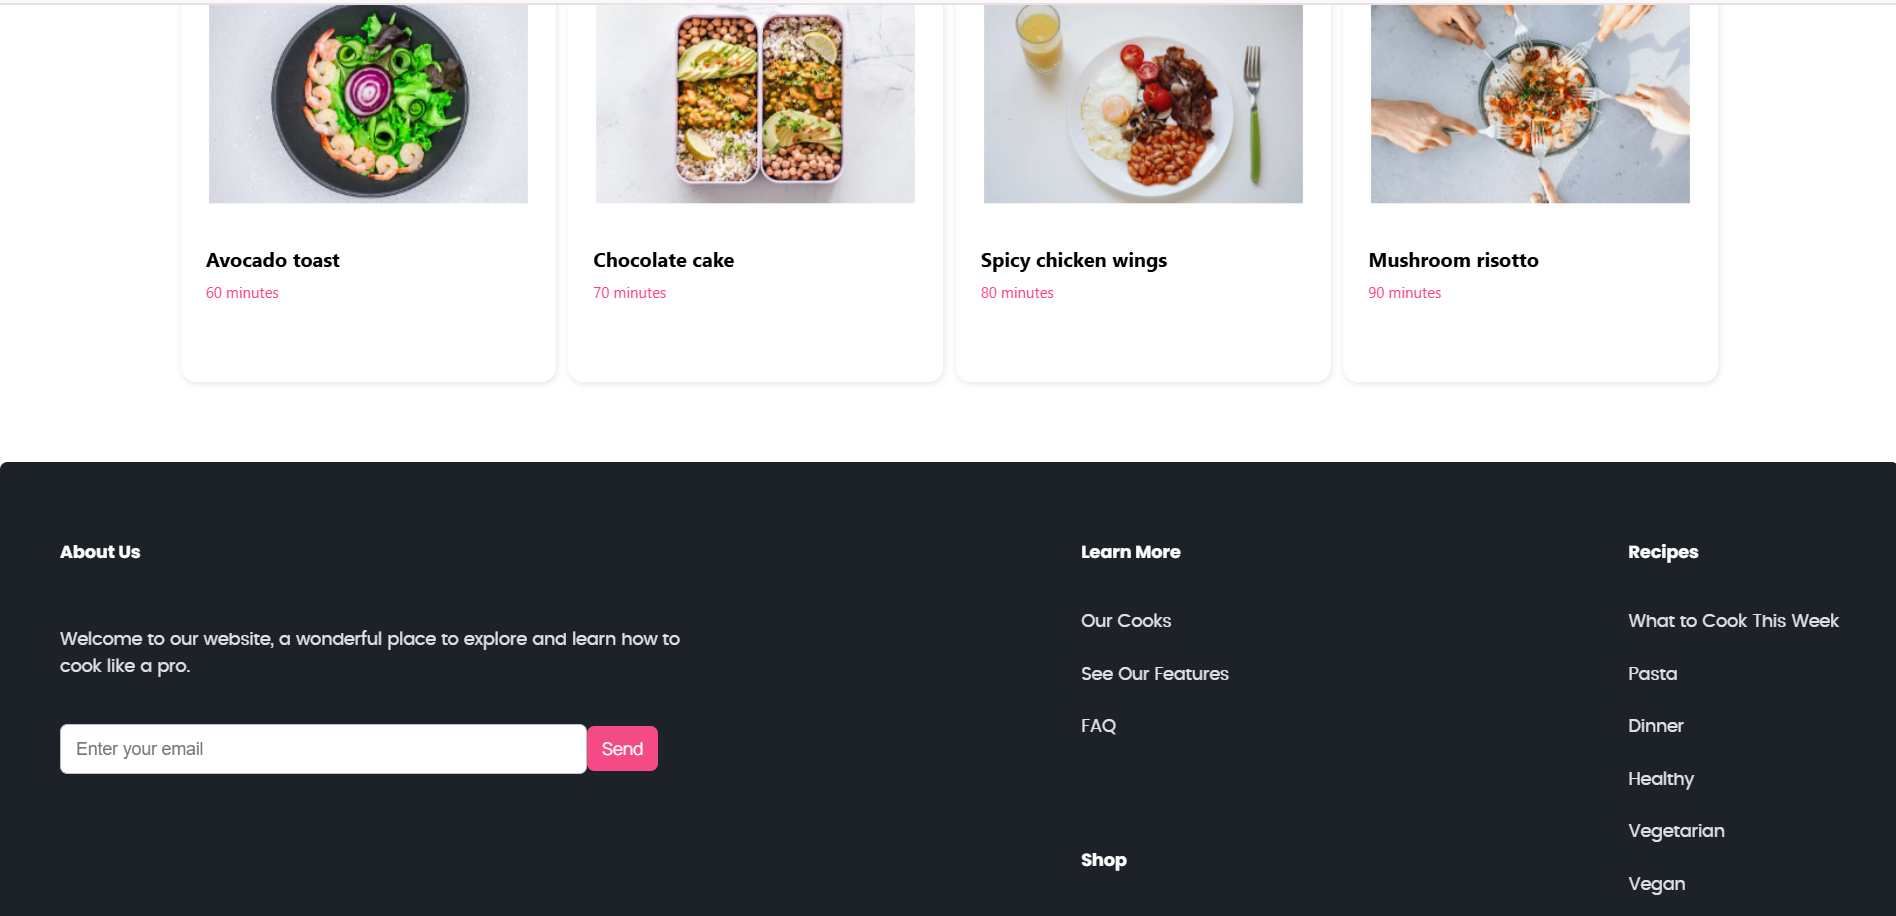 Avocado toast
60 minutes
Chocolate cake
70 minutes
Spicy chicken wings
80 minutes
Mushroom risotto
90 minutes
About Us
Welcome to our website, a wonderful place to explore and learn how to
cook like a pro.
Enter your email
Send
Learn More
Our Cooks
See Our Features
FAQ
Shop
Recipes
What to Cook This Week
Pasta
Dinner
Healthy
Vegetarian
Vegan